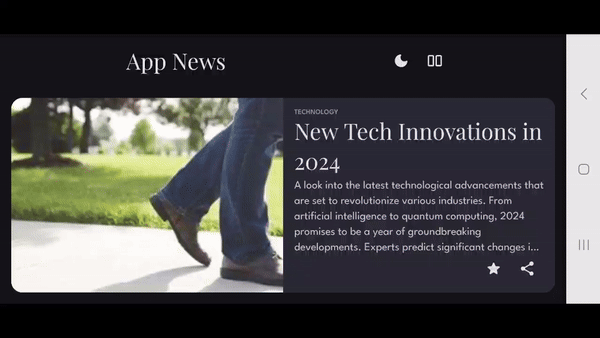 App News
TECHNOLOGY
New Tech Innovations in
2024
A look into the latest technological advancements that
are set to revolutionize various industries. From
artificial intelligence to quantum computing, 2024
promises to be a year of groundbreaking
developments. Experts predict significant changes i...